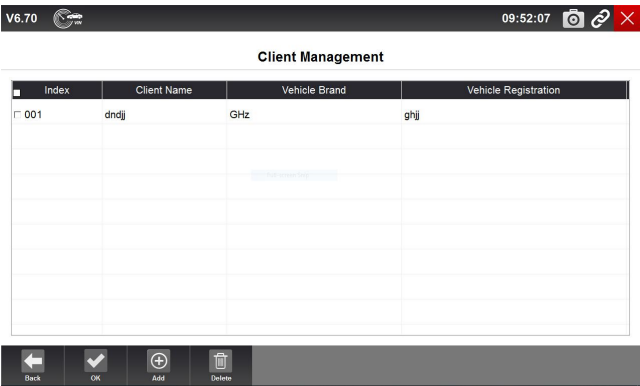 V6.70 VIN 09:52:07
Client Management
Index Client Name Vehicle Brand Vehicle Registration
001 dndjj GHz ghjj
Back OK Add Delete